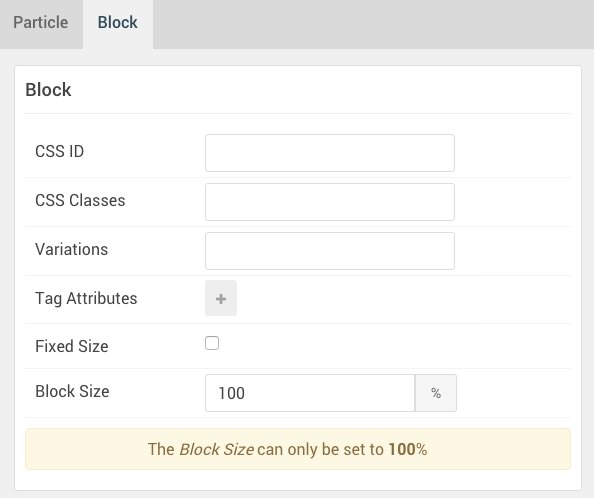 Particle Block
Block
CSS ID
CSS Classes
Variations
Tag Attributes +
Fixed Size
Block Size 100 %
The Block Size can only be set to 100%